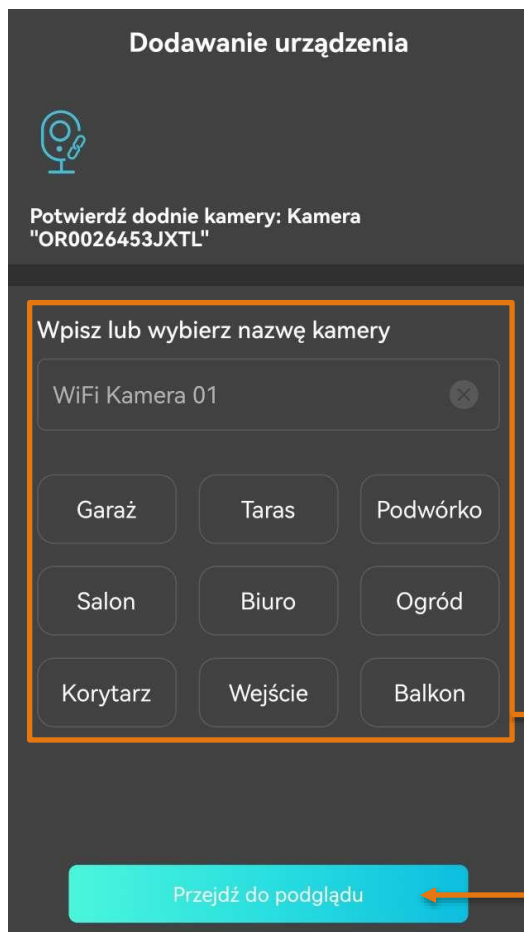 Dodawanie urządzenia
Potwierdź dodnie kamery: Kamera
"OR0026453JXTL"
Wpisz lub wybierz nazwę kamery
WiFi Kamera 01
Garaż Taras Podwórko
Salon Biuro Ogród
Korytarz Wejście Balkon
Przejdź do podglądu